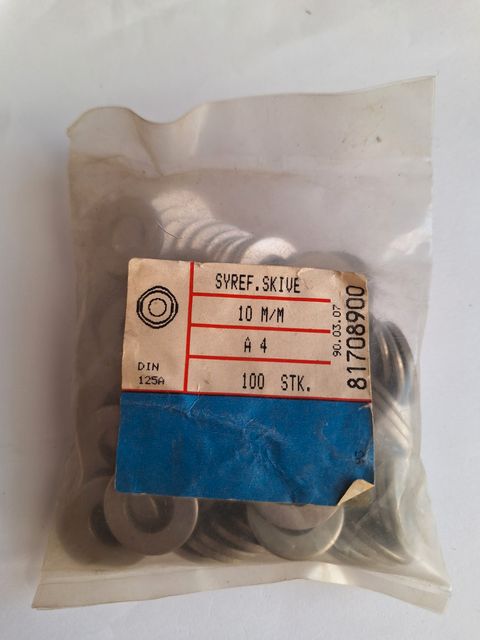 SYREF.SKIVE
10 M/M
A 4
100 STK.
DIN
125A
90.03.07
81708900